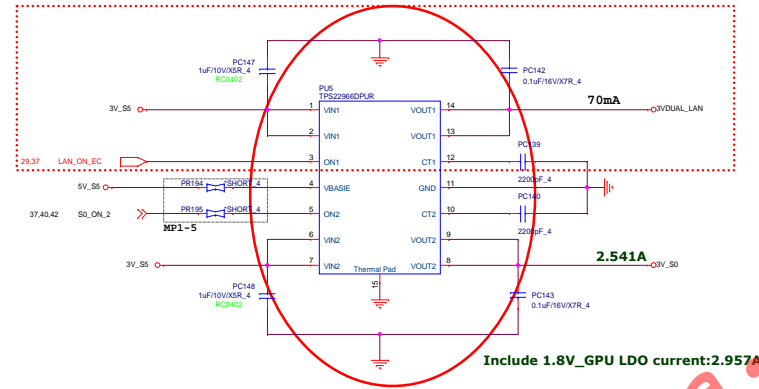 PC147
1uF/10V/X5R_4
RC0402
PC142
0.1uF/16V/X7R_4
PU5
TPS22966DPUR
3V_S5
1 VIN1 VOUT1 14
70mA
3VDUAL_LAN
2 VIN1 VOUT1 13
29,37 LAN_ON_EC
3 ON1 CT1 12
PC139
2200pF_4
5V_S5
PR194 SHORT_4
4 VBASIE GND 11
37,40,42 S0_ON_2
PR195 SHORT_4
5 ON2 CT2 10
PC140
2200pF_4
MP1-5
6 VIN2 VOUT2 9
3V_S5
7 VIN2 VOUT2 8
2.541A
3V_S0
Thermal Pad
15
PC148
1uF/10V/X5R_4
RC0402
PC143
0.1uF/16V/X7R_4
Include 1.8V_GPU LDO current:2.957A